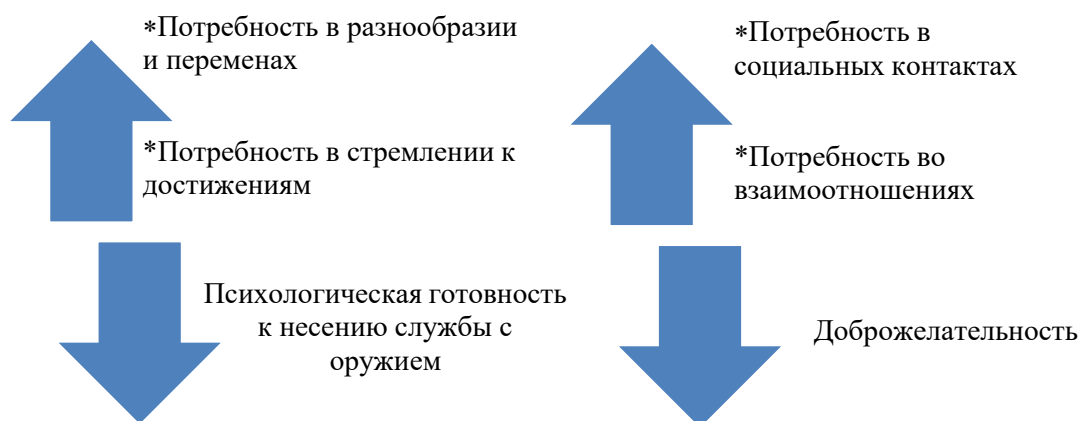 *Потребность в разнообразии
и переменах
*Потребность в стремлении к
достижениям
Психологическая готовность
к несению службы с
оружием
*Потребность в
социальных контактах
*Потребность во
взаимоотношениях
Доброжелательность